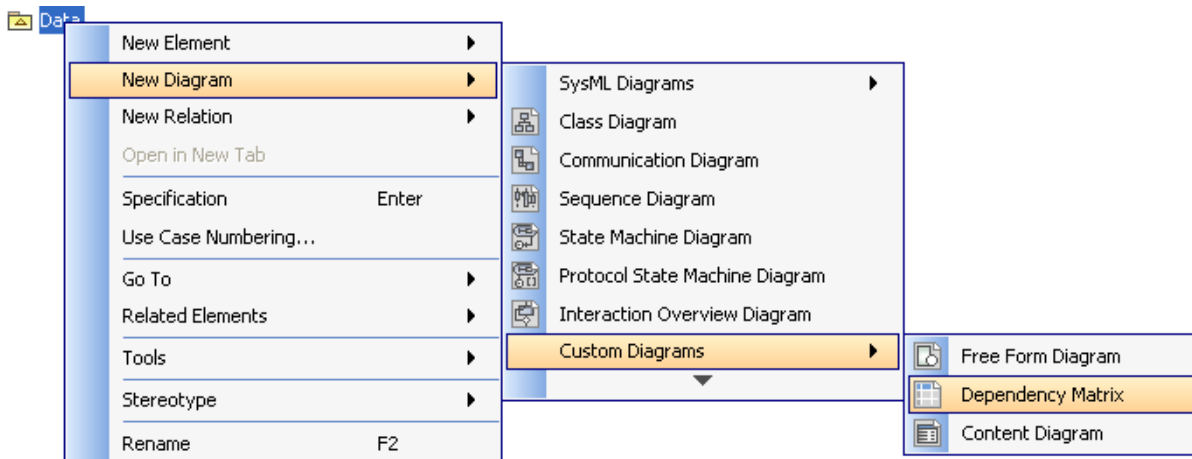 Data
New Element
New Diagram
New Relation
Open in New Tab
Specification Enter
Use Case Numbering...
Go To
Related Elements
Tools
Stereotype
Rename F2
SysML Diagrams
Class Diagram
Communication Diagram
Sequence Diagram
State Machine Diagram
Protocol State Machine Diagram
Interaction Overview Diagram
Custom Diagrams
Free Form Diagram
Dependency Matrix
Content Diagram